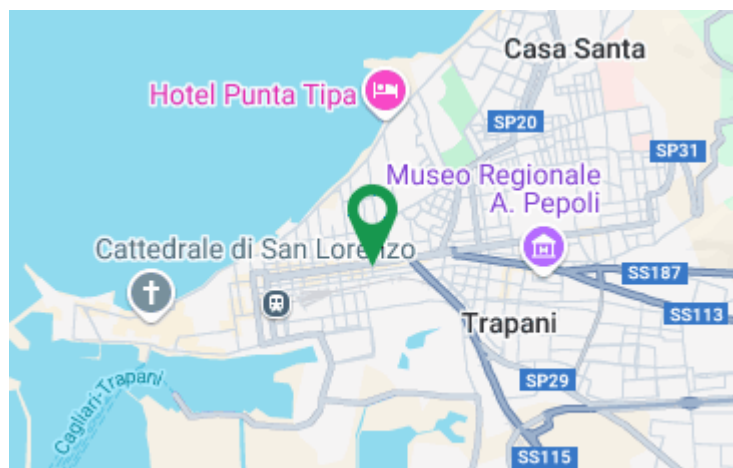 Casa Santa
Hotel Punta Tipa
SP20
SP31
Museo Regionale
A. Pepoli
Cattedrale di San Lorenzo
SS187
SS113
Trapani
Cagliari-Trapani
SP29
SS115